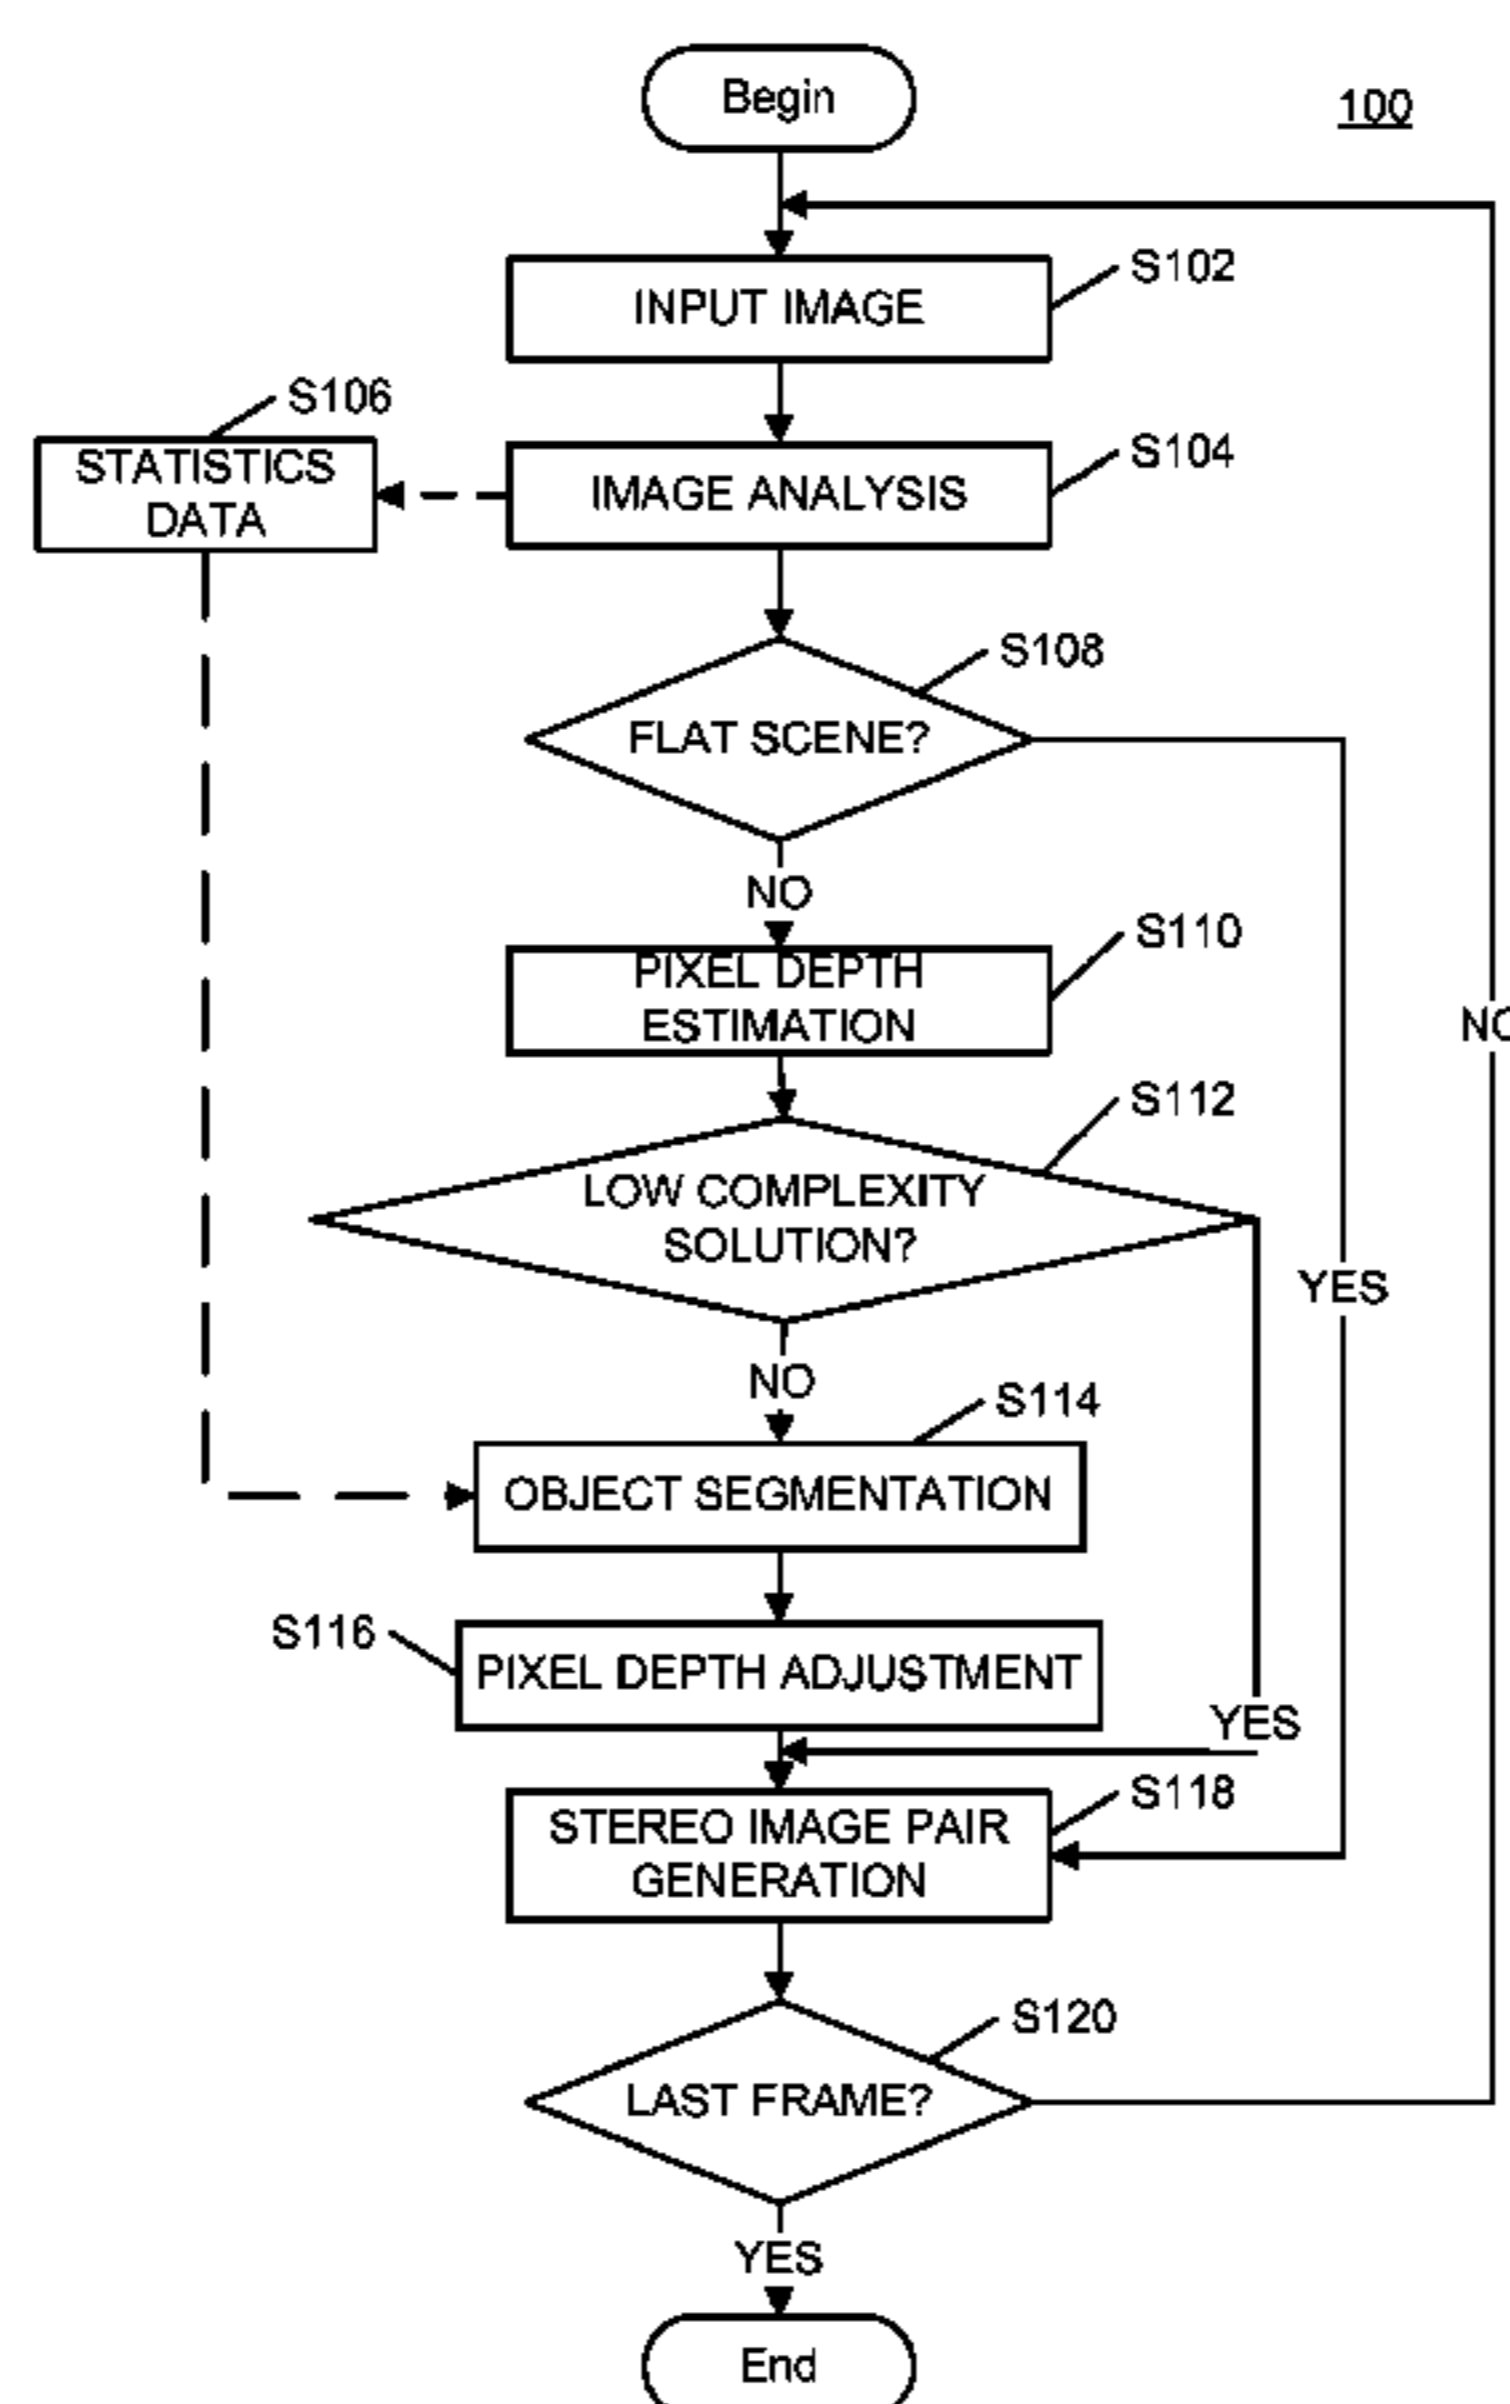 Begin
100
S102
INPUT IMAGE
S106
STATISTICS
DATA
S104
IMAGE ANALYSIS
S108
FLAT SCENE?
NO
S110
PIXEL DEPTH
ESTIMATION
NO
S112
LOW COMPLEXITY
SOLUTION?
YES
NO
S114
OBJECT SEGMENTATION
S116
PIXEL DEPTH ADJUSTMENT
YES
S118
STEREO IMAGE PAIR
GENERATION
S120
LAST FRAME?
YES
End